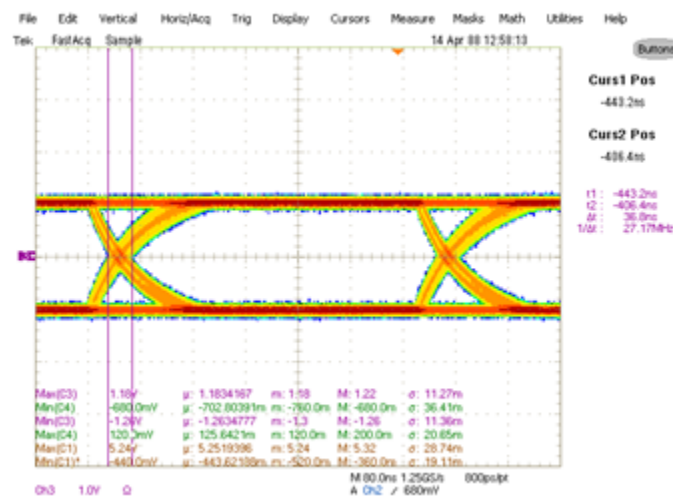 File Edit Vertical Horiz/Acq Trig Display Cursors Measure Masks Math Utilities Help
Tek FastAcq Sample 14 Apr 88 12:58:13
Buttons
Curs1 Pos
-443.2ns
Curs2 Pos
-406.4ns
t1: -443.2ns
t2: -406.4ns
Δt: 36.8ns
1/Δt: 27.17MHz
Max(C3) 1.18V µ: 1.1834167 m: 1.18 M: 1.22 σ: 11.27m
Min(C4) -680.0mV µ: -702.80391m m: -760.0m M: -680.0m σ: 36.41m
Min(C3) -1.26V µ: -1.2634777 m: -1.3 M: -1.26 σ: 11.36m
Max(C4) 120.0mV µ: 125.6421m m: 120.0m M: 200.0m σ: 20.65m
Max(C1) 5.24V µ: 5.2519396 m: 5.24 M: 5.32 σ: 28.74m
Min(C1)* -440.0mV µ: -443.62188m m: -520.0m M: -360.0m σ: 19.11m
Ch3 1.0V Ω
M 80.0ns 1.25GS/s 800ps/pt
A Ch2 / 680mV